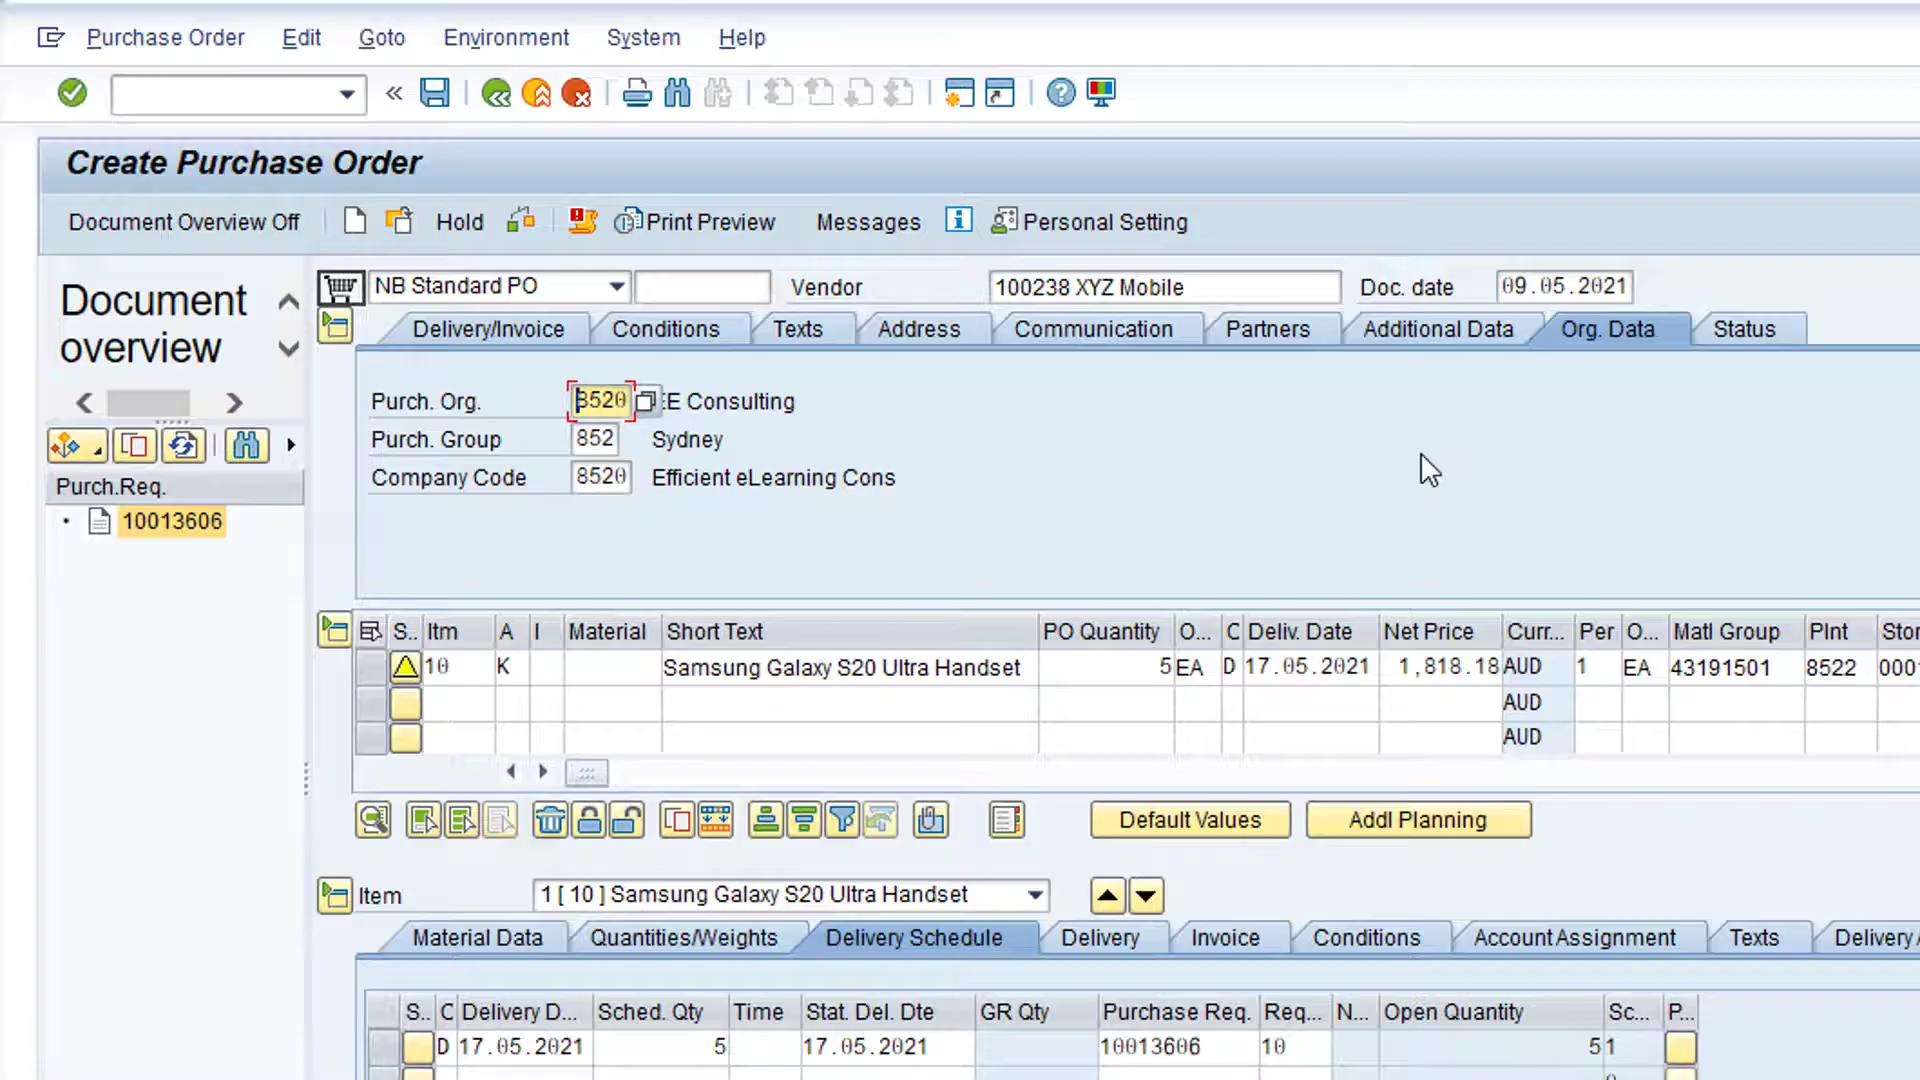 Purchase Order Edit Goto Environment System Help
Create Purchase Order
Document Overview Off Hold Print Preview Messages Personal Setting
Document overview
NB Standard PO Vendor 100238 XYZ Mobile Doc. date 09.05.2021
Delivery/Invoice Conditions Texts Address Communication Partners Additional Data Org. Data Status
Purch. Org. 8520 EE Consulting
Purch. Group 852 Sydney
Company Code 8520 Efficient eLearning Cons
Purch.Req.
10013606
S.. Itm A I Material Short Text PO Quantity O... C Deliv. Date Net Price Curr... Per O... Matl Group Plnt Stor
10 K Samsung Galaxy S20 Ultra Handset 5 EA D 17.05.2021 1,818.18 AUD 1 EA 43191501 8522 000
AUD
AUD
Default Values Addl Planning
Item 1 [ 10 ] Samsung Galaxy S20 Ultra Handset
Material Data Quantities/Weights Delivery Schedule Delivery Invoice Conditions Account Assignment Texts Delivery
S.. C Delivery D... Sched. Qty Time Stat. Del. Dte GR Qty Purchase Req. Req... N... Open Quantity Sc... P...
D 17.05.2021 5 17.05.2021 10013606 10 5 1